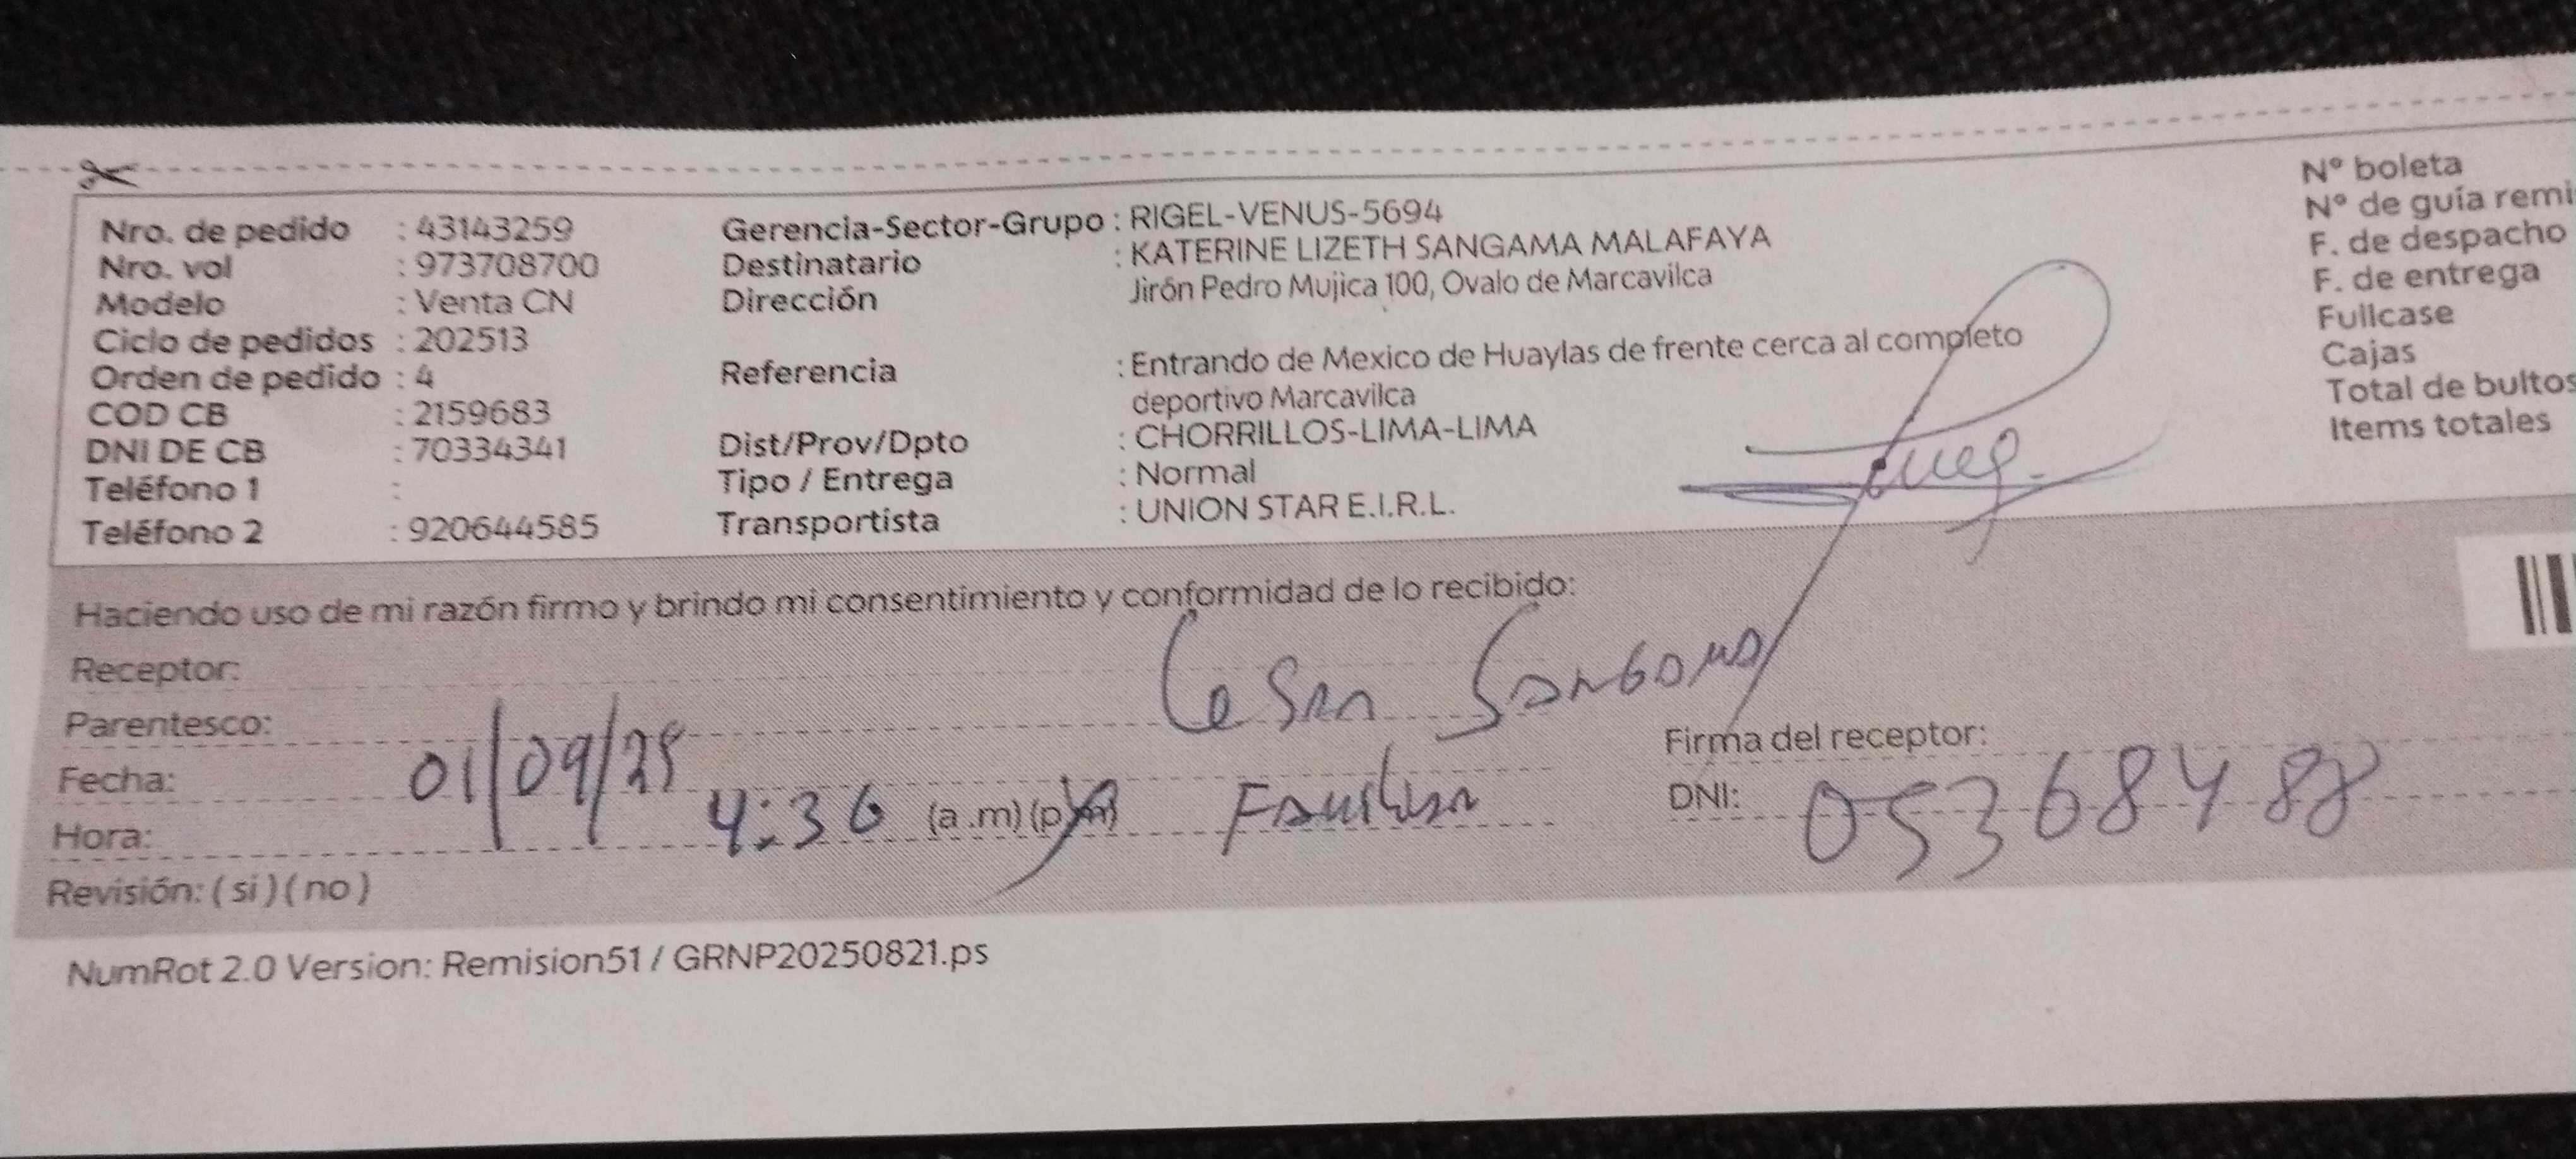 Nro. de pedido : 43143259
Nro. vol : 973708700
Modelo : Venta CN
Ciclo de pedidos : 202513
Orden de pedido : 4
COD CB : 2159683
DNI DE CB : 70334341
Teléfono 1 :
Teléfono 2 : 920644585
Gerencia-Sector-Grupo : RIGEL-VENUS-5694
Destinatario : KATERINE LIZETH SANGAMA MALAFAYA
Dirección Jirón Pedro Mujica 100, Ovalo de Marcavilca
Referencia : Entrando de Mexico de Huaylas de frente cerca al completo
deportivo Marcavilca
Dist/Prov/Dpto : CHORRILLOS-LIMA-LIMA
Tipo / Entrega : Normal
Transportista : UNION STAR E.I.R.L.
N° boleta
N° de guía remi
F. de despacho
F. de entrega
Fullcase
Cajas
Total de bultos
Items totales
Haciendo uso de mi razón firmo y brindo mi consentimiento y conformidad de lo recibido:
Receptor: Cesar Sangama
Parentesco: Familiar
Fecha: 01/09/25
Hora: 4:36 (a .m) (p.m)
Revisión: ( si ) ( no )
Firma del receptor:
DNI: 05368488
NumRot 2.0 Version: Remision51 / GRNP20250821.ps